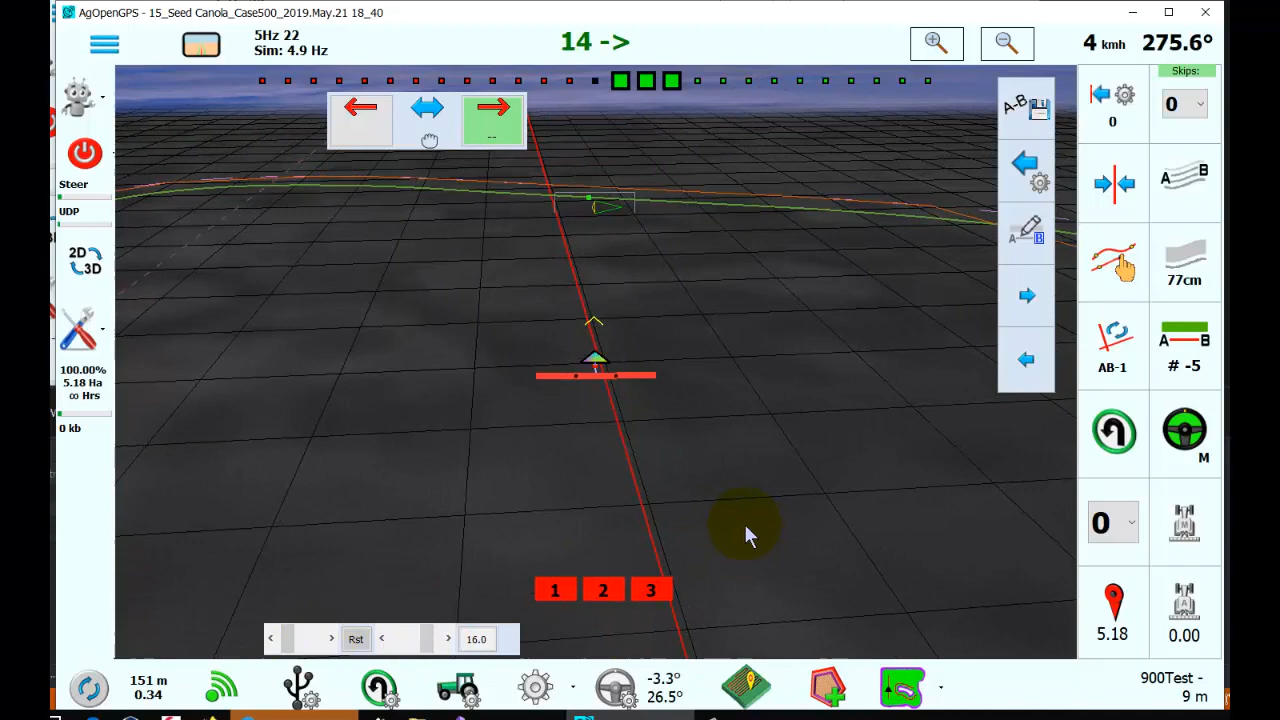 AgOpenGPS - 15_Seed Canola_Case500_2019.May.21 18_40
5Hz 22
Sim: 4.9 Hz
14 ->
4 kmh
275.6°
Skips:
0
0
--
A-B
A B
A B
Steer
UDP
2D
3D
77cm
100.00%
5.18 Ha
∞ Hrs
0 kb
AB-1
A B
# -5
M
0
M
1
2
3
5.18
A
0.00
< > Rst < > 16.0
151 m
0.34
-3.3°
26.5°
900Test -
9 m